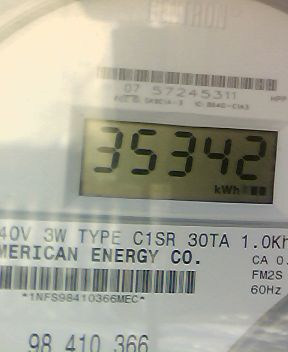 CENTRON
07 57245311
35342
kWh
40V 3W TYPE C1SR 30TA 1.0Kh
MERICAN ENERGY CO.
CA 0.
FM2S
60Hz
*1NFS98410366MEC*
98 410 366